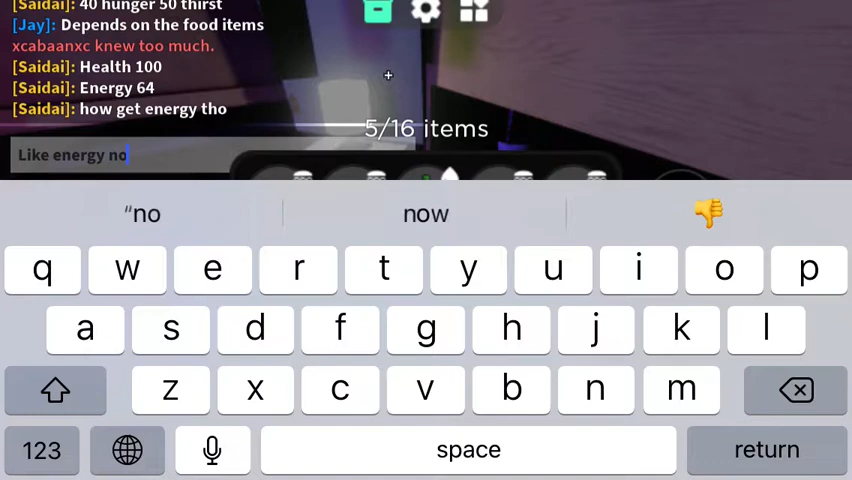 [Saidai]: 40 hunger 50 thirst
[Jay]: Depends on the food items
xcabaanxc knew too much.
[Saidai]: Health 100
[Saidai]: Energy 64
[Saidai]: how get energy tho
5/16 items
Like energy no
“no now 👎
q w e r t y u i o p
a s d f g h j k l
z x c v b n m
123 space return